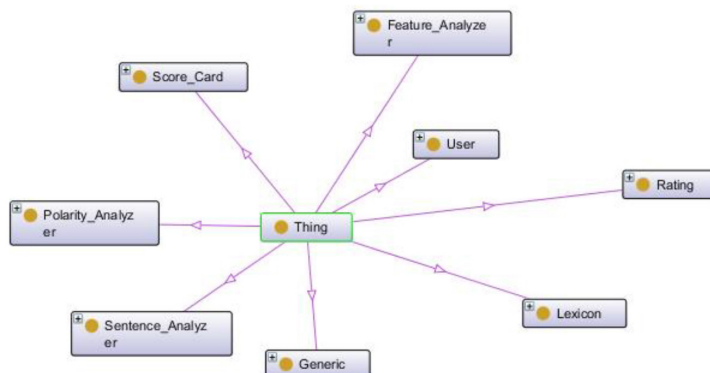 Feature_Analyze
r
Score_Card
User
Rating
Polarity_Analyz
er
Thing
Lexicon
Sentence_Analyz
er
Generic